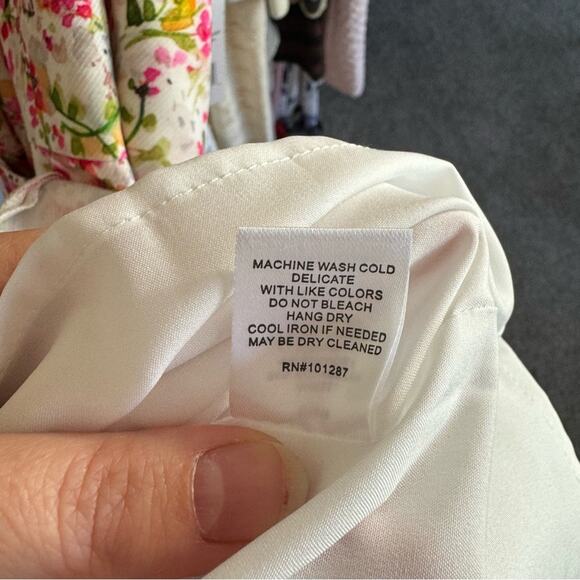 MACHINE WASH COLD
DELICATE
WITH LIKE COLORS
DO NOT BLEACH
HANG DRY
COOL IRON IF NEEDED
MAY BE DRY CLEANED
RN#101287